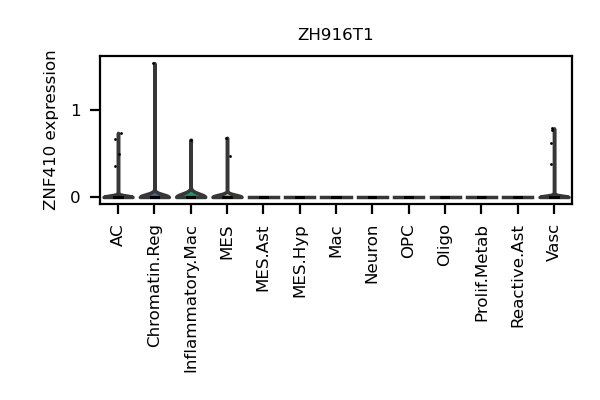 ZH916T1
ZNF410 expression
1
0
AC
Chromatin.Reg
Inflammatory.Mac
MES
MES.Ast
MES.Hyp
Mac
Neuron
OPC
Oligo
Prolif.Metab
Reactive.Ast
Vasc